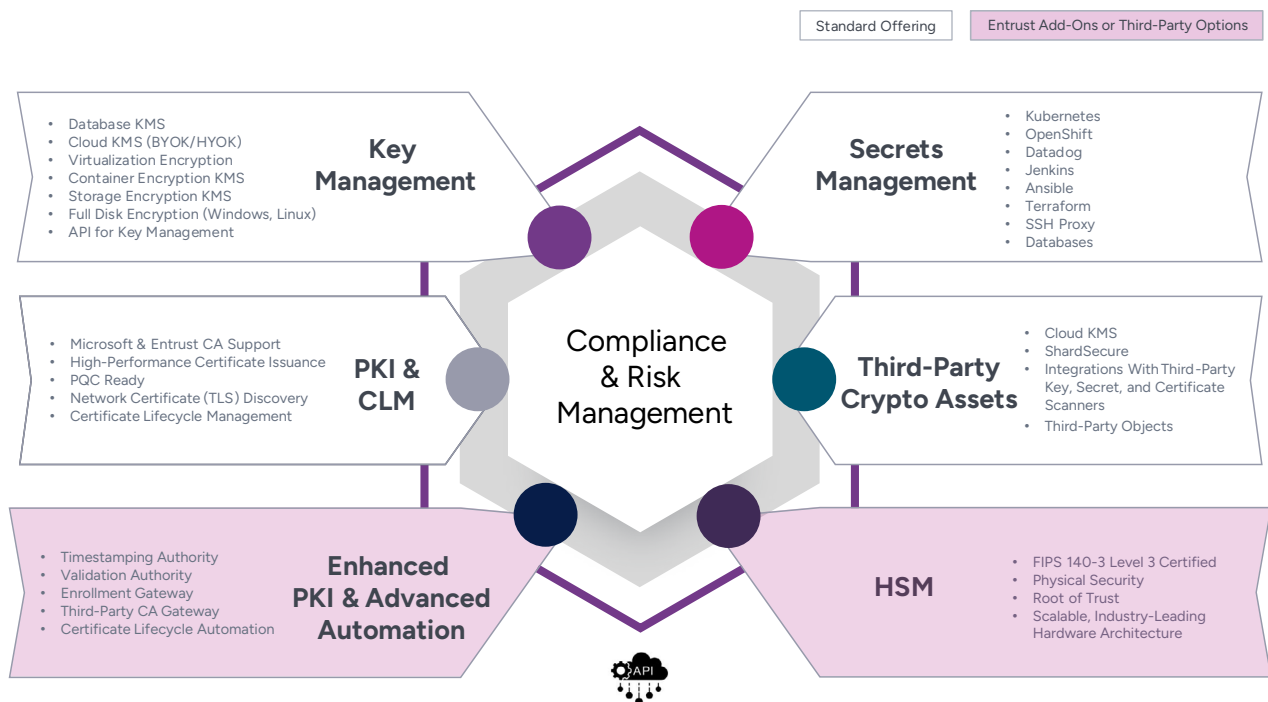 Standard Offering
Entrust Add-Ons or Third-Party Options
• Database KMS
• Cloud KMS (BYOK/HYOK)
• Virtualization Encryption
• Container Encryption KMS
• Storage Encryption KMS
• Full Disk Encryption (Windows, Linux)
• API for Key Management
Key
Management
Secrets
Management
• Kubernetes
• OpenShift
• Datadog
• Jenkins
• Ansible
• Terraform
• SSH Proxy
• Databases
• Microsoft & Entrust CA Support
• High-Performance Certificate Issuance
• PQC Ready
• Network Certificate (TLS) Discovery
• Certificate Lifecycle Management
PKI &
CLM
Compliance
& Risk
Management
Third-Party
Crypto Assets
• Cloud KMS
• ShardSecure
• Integrations With Third-Party
Key, Secret, and Certificate
Scanners
• Third-Party Objects
• Timestamping Authority
• Validation Authority
• Enrollment Gateway
• Third-Party CA Gateway
• Certificate Lifecycle Automation
Enhanced
PKI & Advanced
Automation
HSM
• FIPS 140-3 Level 3 Certified
• Physical Security
• Root of Trust
• Scalable, Industry-Leading
Hardware Architecture
API